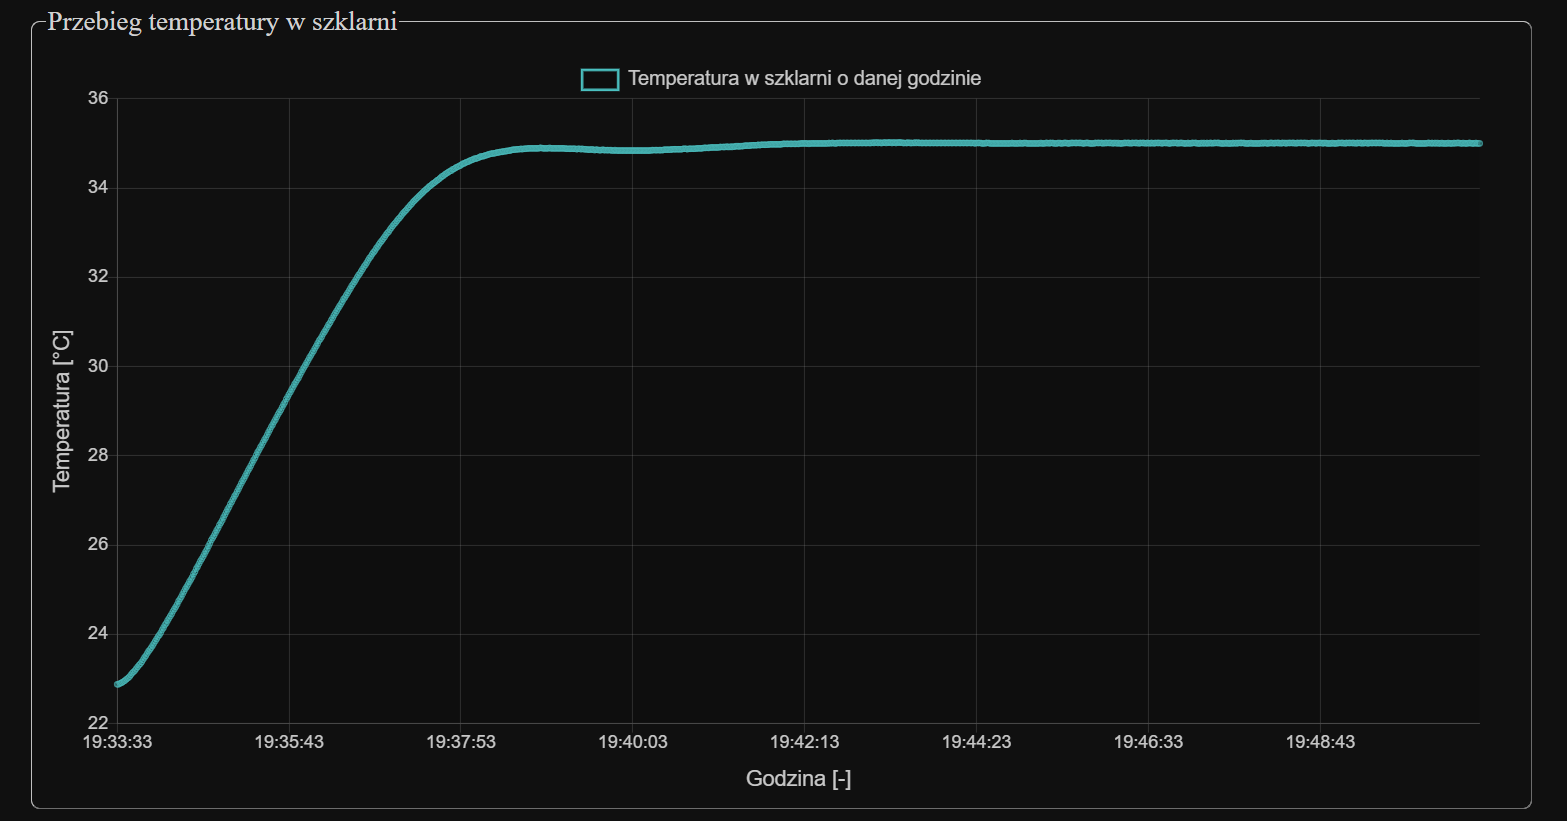 Przebieg temperatury w szklarni
Temperatura w szklarni o danej godzinie
36
34
32
30
28
26
24
22
Temperatura [°C]
19:33:33 19:35:43 19:37:53 19:40:03 19:42:13 19:44:23 19:46:33 19:48:43
Godzina [-]